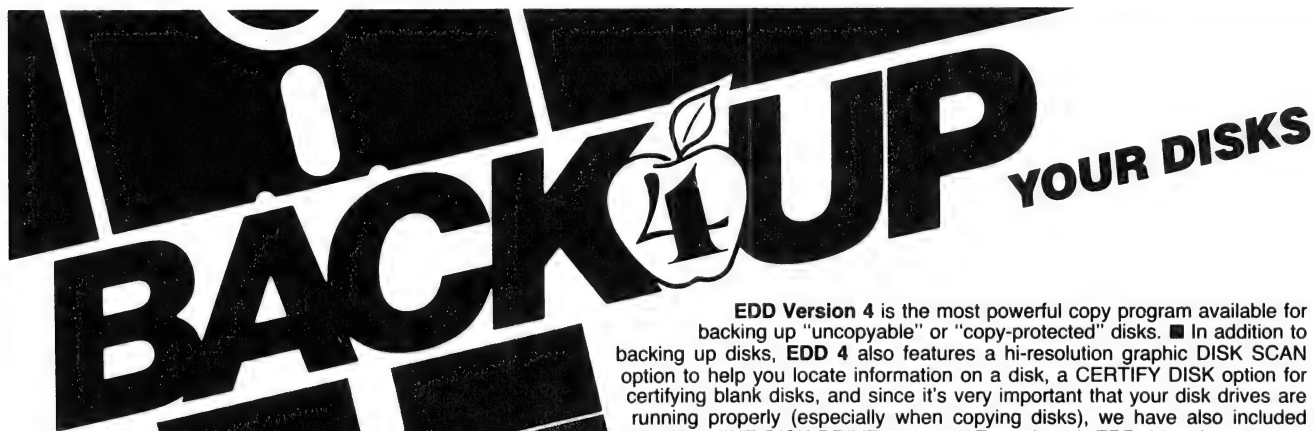 BACK 4 UP YOUR DISKS
EDD Version 4 is the most powerful copy program available for
backing up "uncopyable" or "copy-protected" disks. ■ In addition to
backing up disks, EDD 4 also features a hi-resolution graphic DISK SCAN
option to help you locate information on a disk, a CERTIFY DISK option for
certifying blank disks, and since it's very important that your disk drives are
running properly (especially when copying disks), we have also included